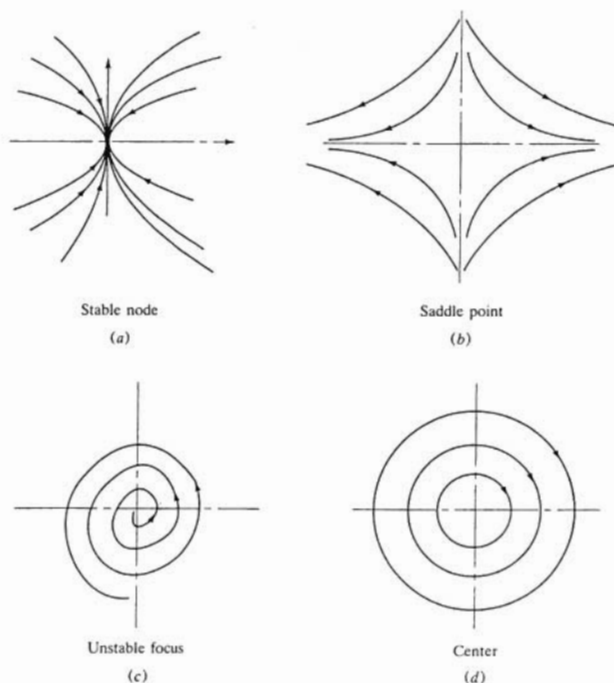 Stable node
(a)
Saddle point
(b)
Unstable focus
(c)
Center
(d)